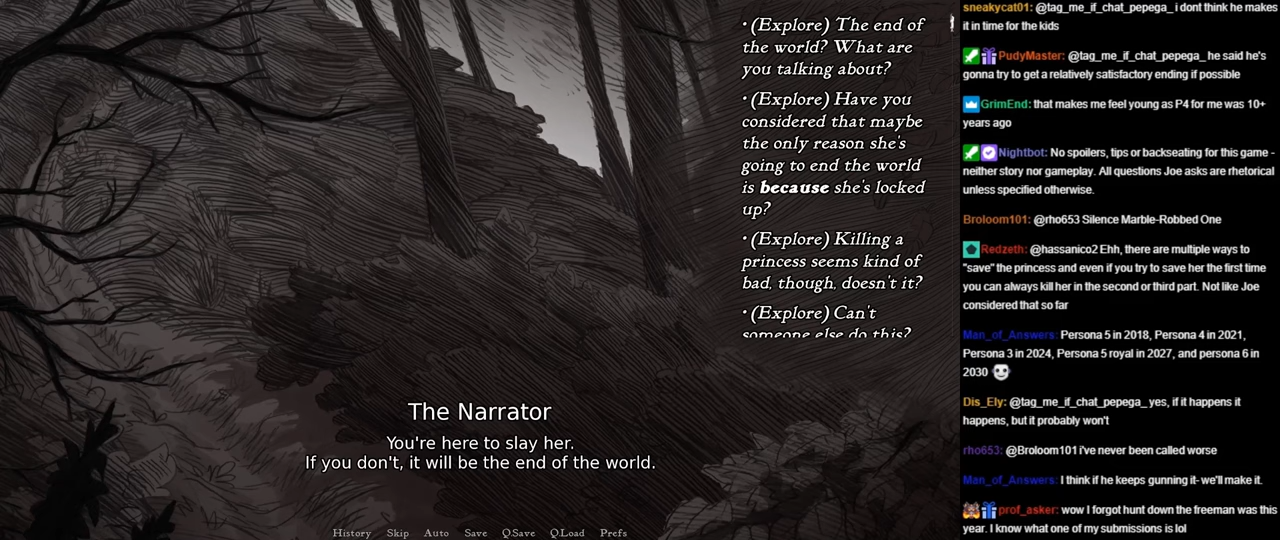 • (Explore) The end of
the world? What are
you talking about?
• (Explore) Have you
considered that maybe
the only reason she's
going to end the world
is because she's locked
up?
• (Explore) Killing a
princess seems kind of
bad, though, doesn't it?
• (Explore) Can't
someone else do this?
The Narrator
You're here to slay her.
If you don't, it will be the end of the world.
History Skip Auto Save Q.Save Q.Load Prefs
sneakycat01: @tag_me_if_chat_pepega_ i dont think he makes
it in time for the kids
PudyMaster: @tag_me_if_chat_pepega_ he said he's
gonna try to get a relatively satisfactory ending if possible
GrimEnd: that makes me feel young as P4 for me was 10+
years ago
Nightbot: No spoilers, tips or backseating for this game -
neither story nor gameplay. All questions Joe asks are rhetorical
unless specified otherwise.
Broloom101: @rho653 Silence Marble-Robbed One
Redzeth: @hassanico2 Ehh, there are multiple ways to
"save" the princess and even if you try to save her the first time
you can always kill her in the second or third part. Not like Joe
considered that so far
Man_of_Answers: Persona 5 in 2018, Persona 4 in 2021,
Persona 3 in 2024, Persona 5 royal in 2027, and persona 6 in
2030
Dis_Ely: @tag_me_if_chat_pepega_ yes, if it happens it
happens, but it probably won't
rho653: @Broloom101 i've never been called worse
Man_of_Answers: I think if he keeps gunning it- we'll make it.
prof_asker: wow I forgot hunt down the freeman was this
year. I know what one of my submissions is lol